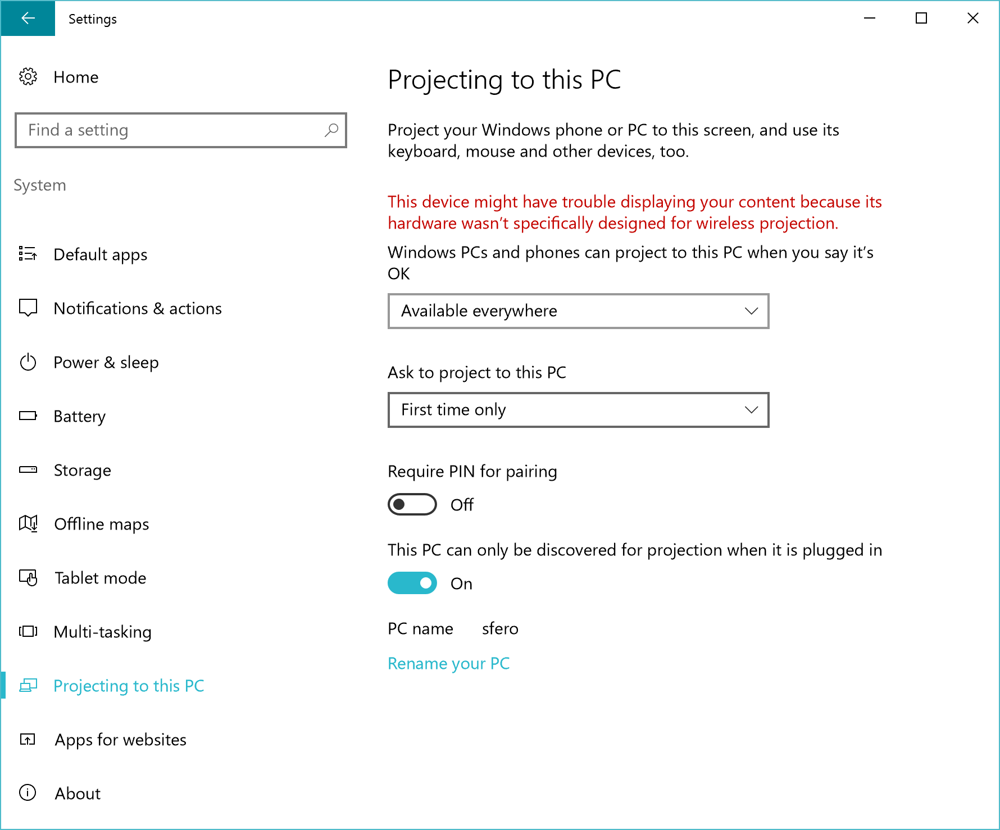 Settings
Home
Find a setting
System
Default apps
Notifications & actions
Power & sleep
Battery
Storage
Offline maps
Tablet mode
Multi-tasking
Projecting to this PC
Apps for websites
About
Projecting to this PC
Project your Windows phone or PC to this screen, and use its
keyboard, mouse and other devices, too.
This device might have trouble displaying your content because its
hardware wasn’t specifically designed for wireless projection.
Windows PCs and phones can project to this PC when you say it’s
OK
Available everywhere
Ask to project to this PC
First time only
Require PIN for pairing
Off
This PC can only be discovered for projection when it is plugged in
On
PC name sfero
Rename your PC